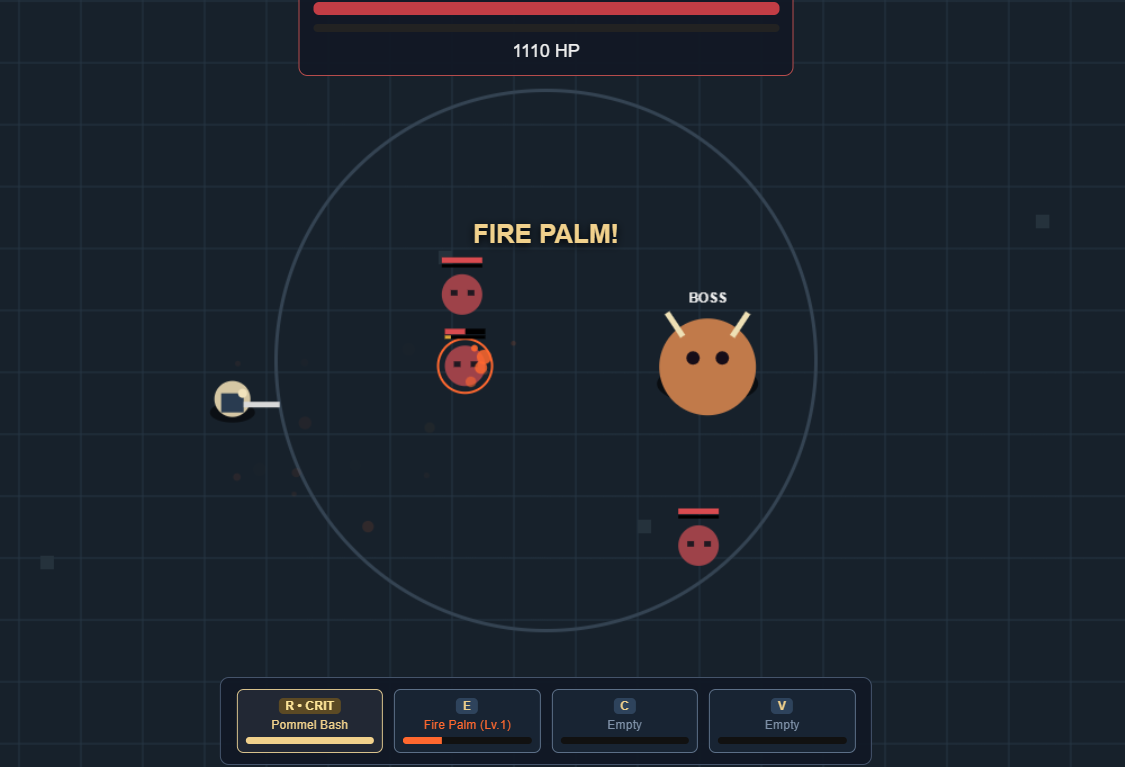 1110 HP
FIRE PALM!
BOSS
R • CRIT
Pommel Bash
E
Fire Palm (Lv.1)
C
Empty
V
Empty